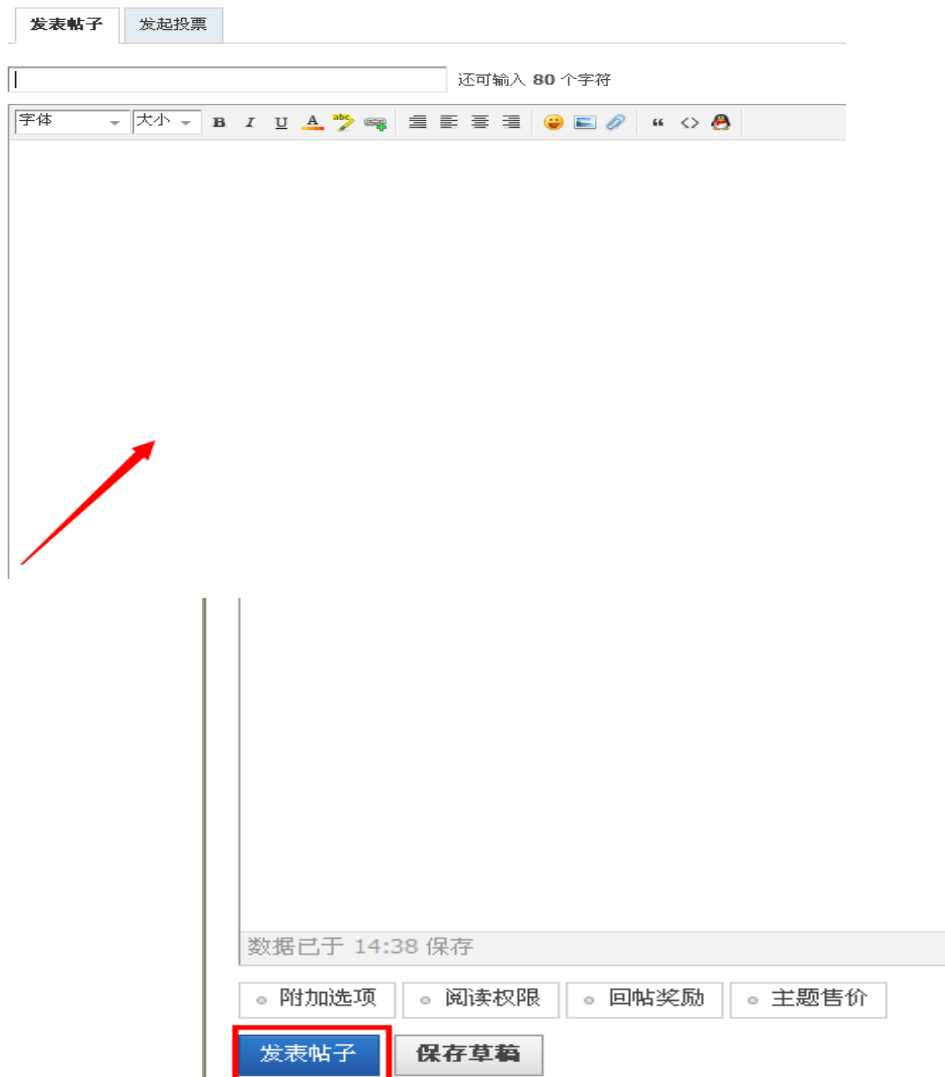 发表帖子 发起投票
还可输入 80 个字符
字体 大小 B I U A abc “ <>
数据已于 14:38 保存
附加选项 阅读权限 回帖奖励 主题售价
发表帖子 保存草稿